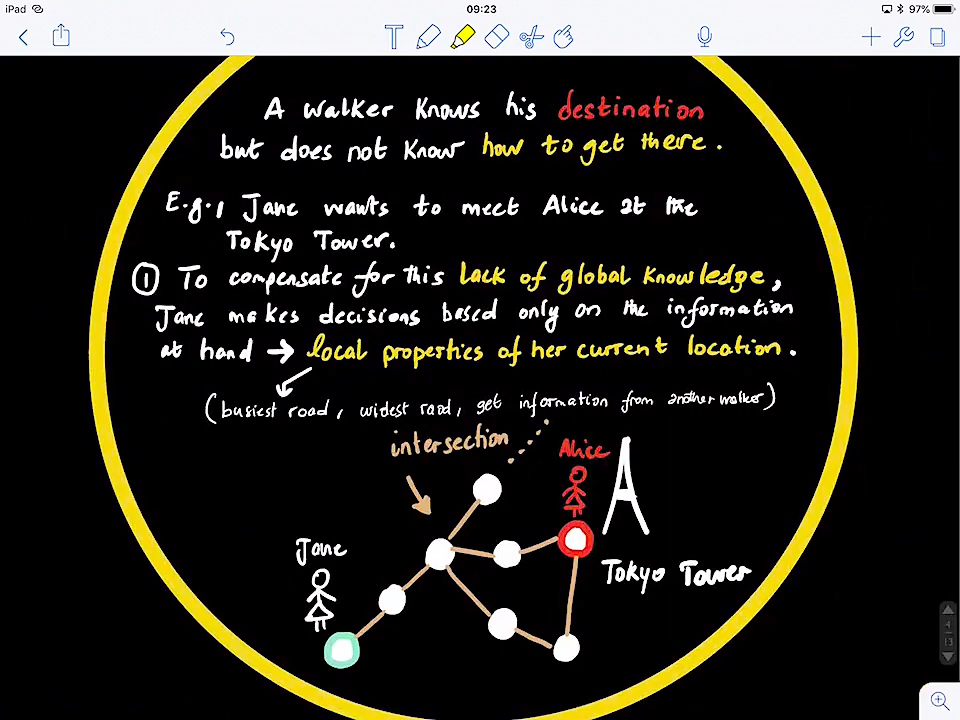 iPad
09:23
97%
T
A walker knows his destination
but does not know how to get there.
E.g., Jane wants to meet Alice at the
Tokyo Tower.
① To compensate for this lack of global knowledge,
Jane makes decisions based only on the information
at hand → local properties of her current location.
(busiest road, widest road, get information from another walker)
intersection
Alice
Jane
Tokyo Tower
4
13